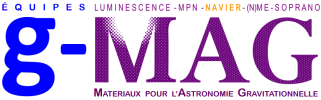 ÉQUIPES LUMINESCENCE-MPN-NAVIER-(N)ME-SOPRANO
g-MAG
MATERIAUX POUR L'ASTRONOMIE GRAVITATIONNELLE